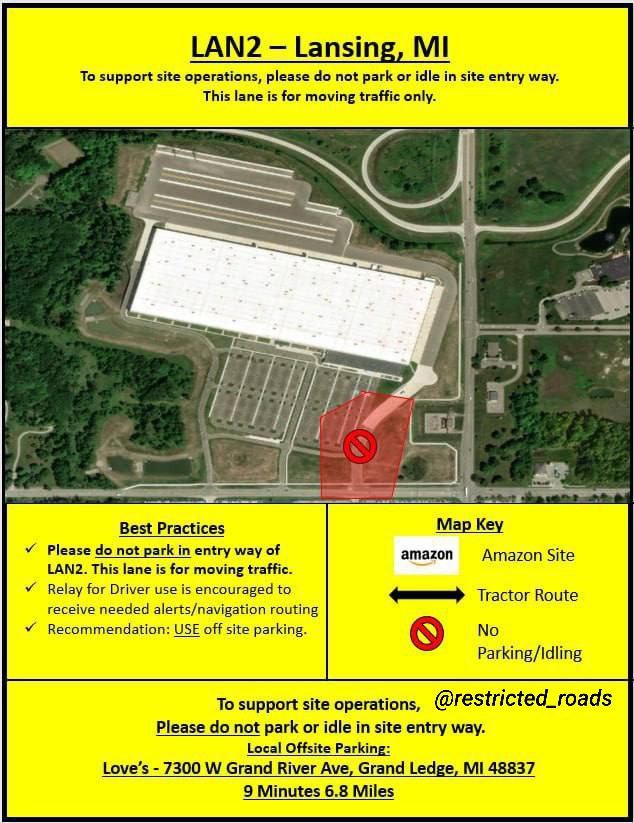 LAN2 – Lansing, MI
To support site operations, please do not park or idle in site entry way.
This lane is for moving traffic only.
Best Practices
✓ Please do not park in entry way of
LAN2. This lane is for moving traffic.
✓ Relay for Driver use is encouraged to
receive needed alerts/navigation routing
✓ Recommendation: USE off site parking.
Map Key
amazon
Amazon Site
Tractor Route
No
Parking/Idling
To support site operations,
@restricted_roads
Please do not park or idle in site entry way.
Local Offsite Parking:
Love's - 7300 W Grand River Ave, Grand Ledge, MI 48837
9 Minutes 6.8 Miles